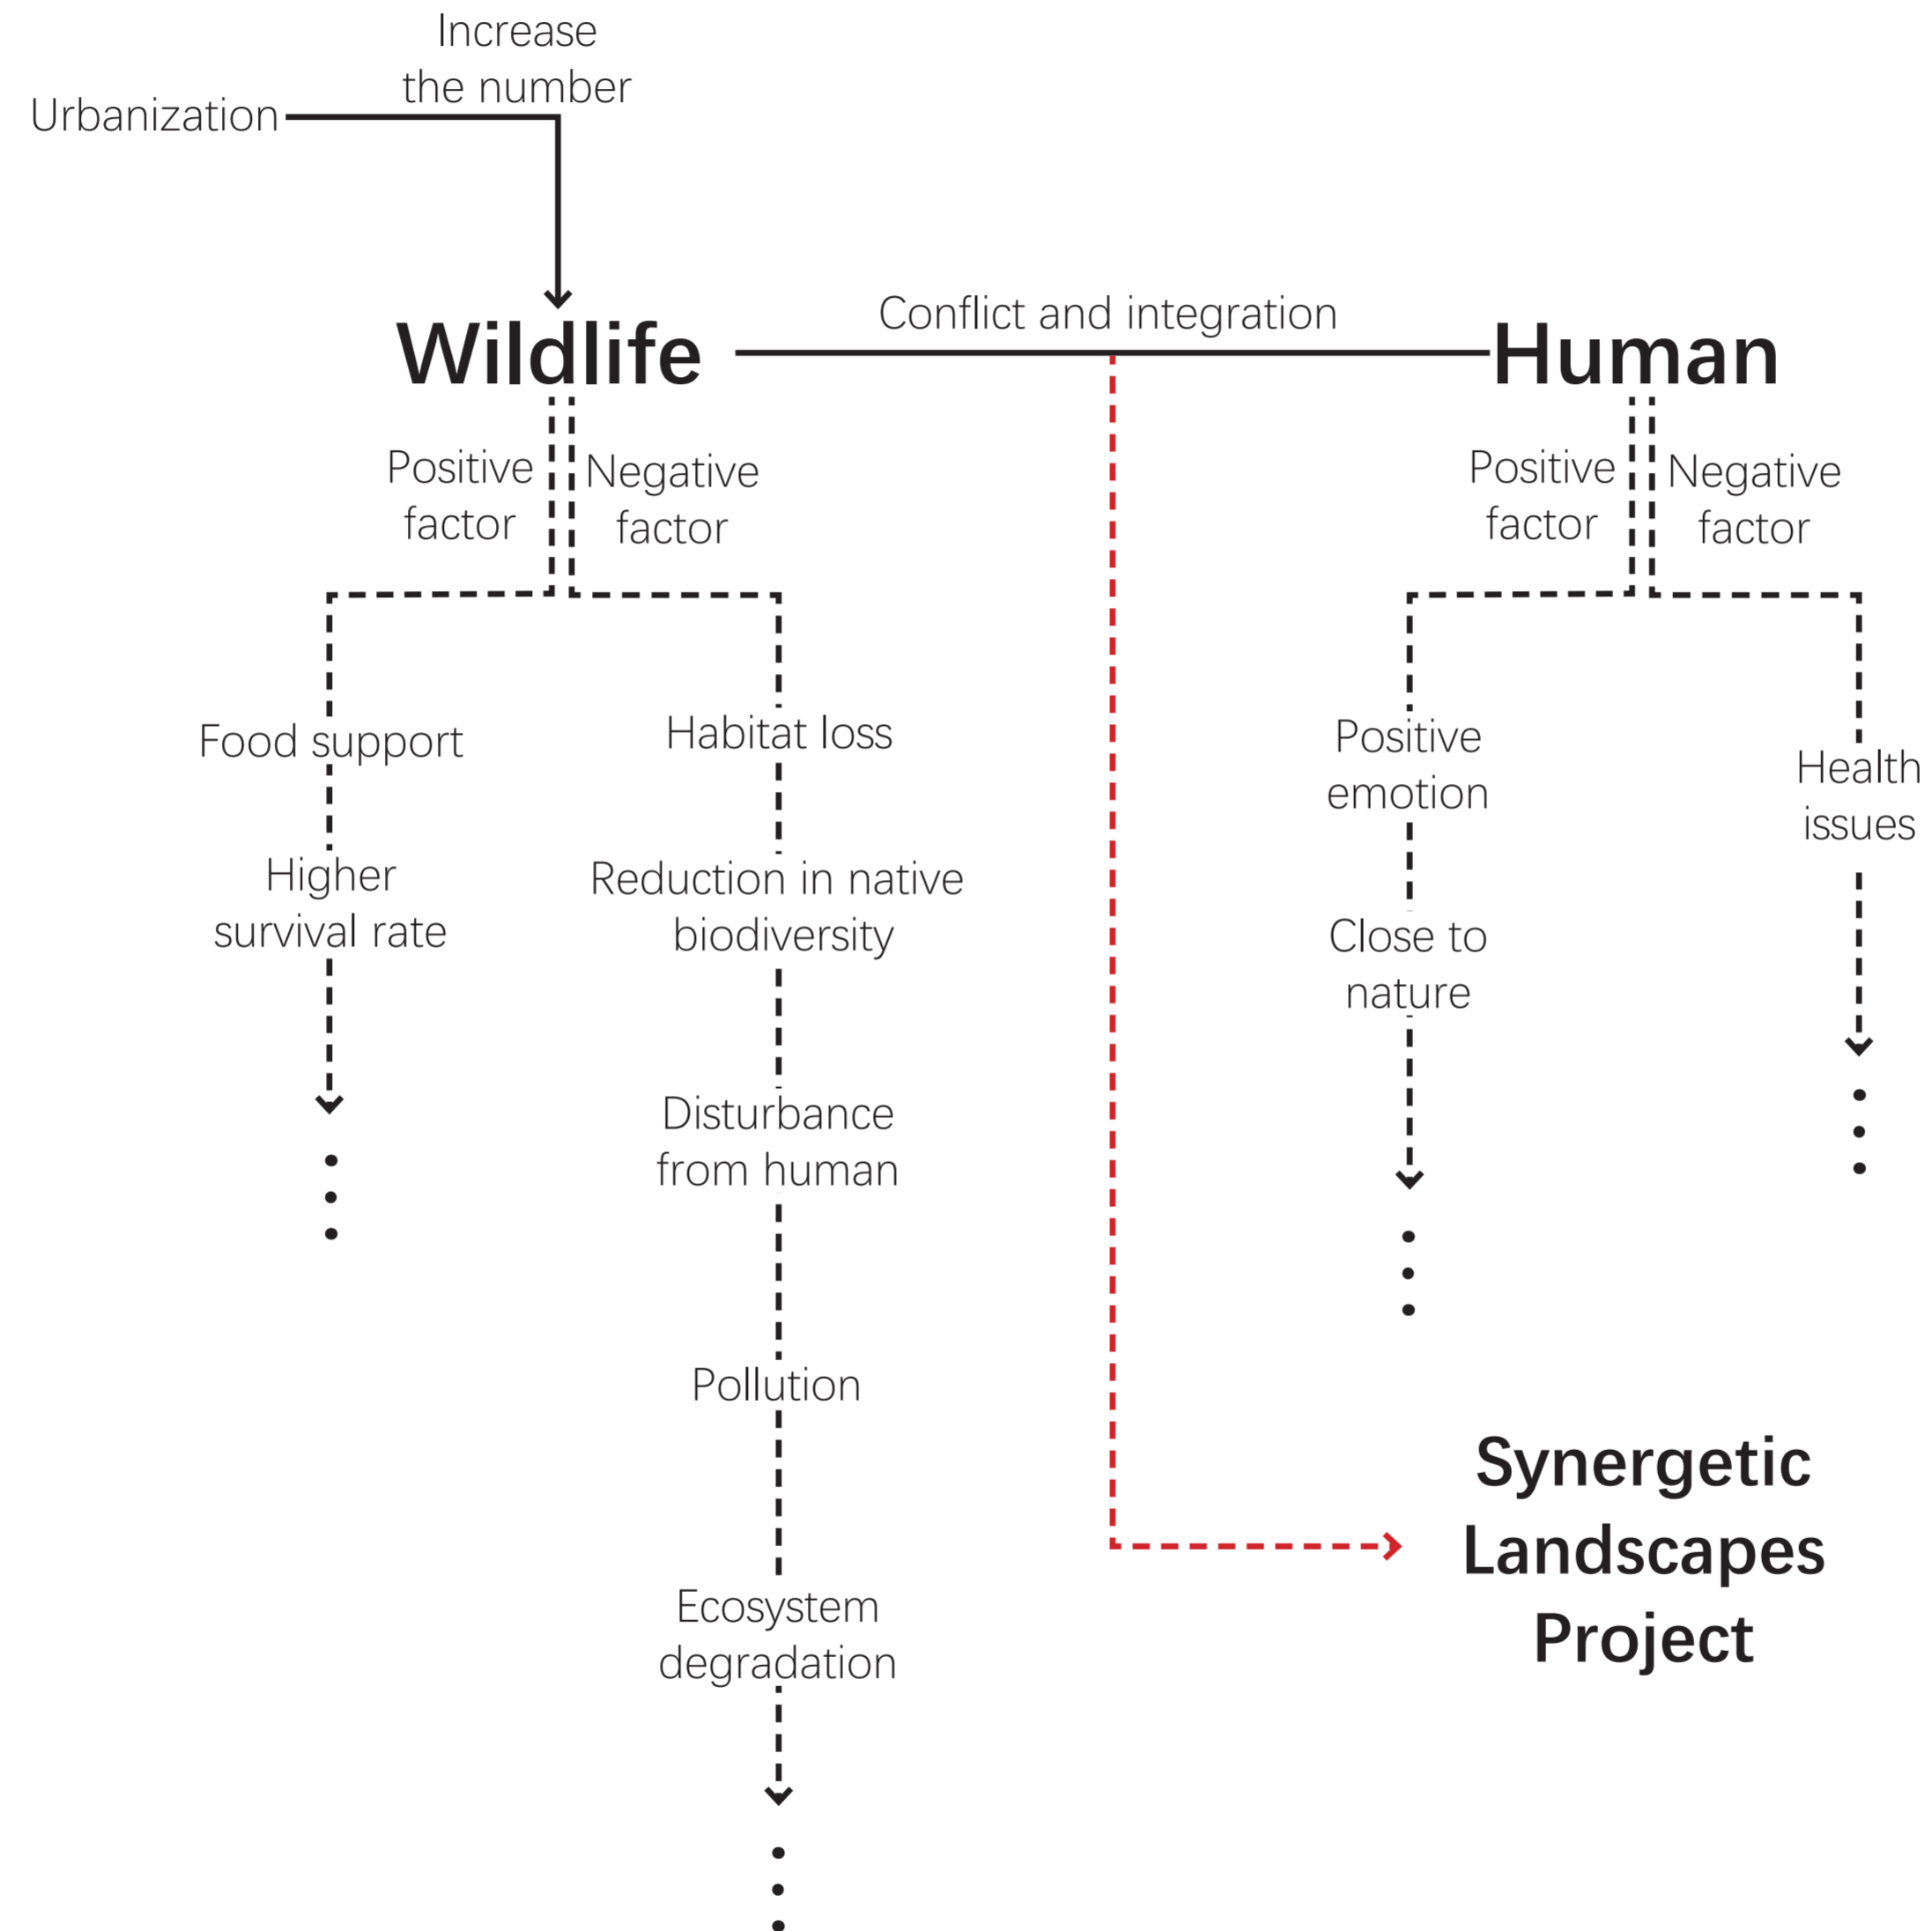 Increase
the number
Urbanization
Conflict and integration
Wildlife
Human
Positive
factor
Negative
factor
Positive
factor
Negative
factor
Food support
Higher
survival rate
Habitat loss
Reduction in native
biodiversity
Disturbance
from human
Pollution
Ecosystem
degradation
Positive
emotion
Close to
nature
Health
issues
Synergetic
Landscapes
Project